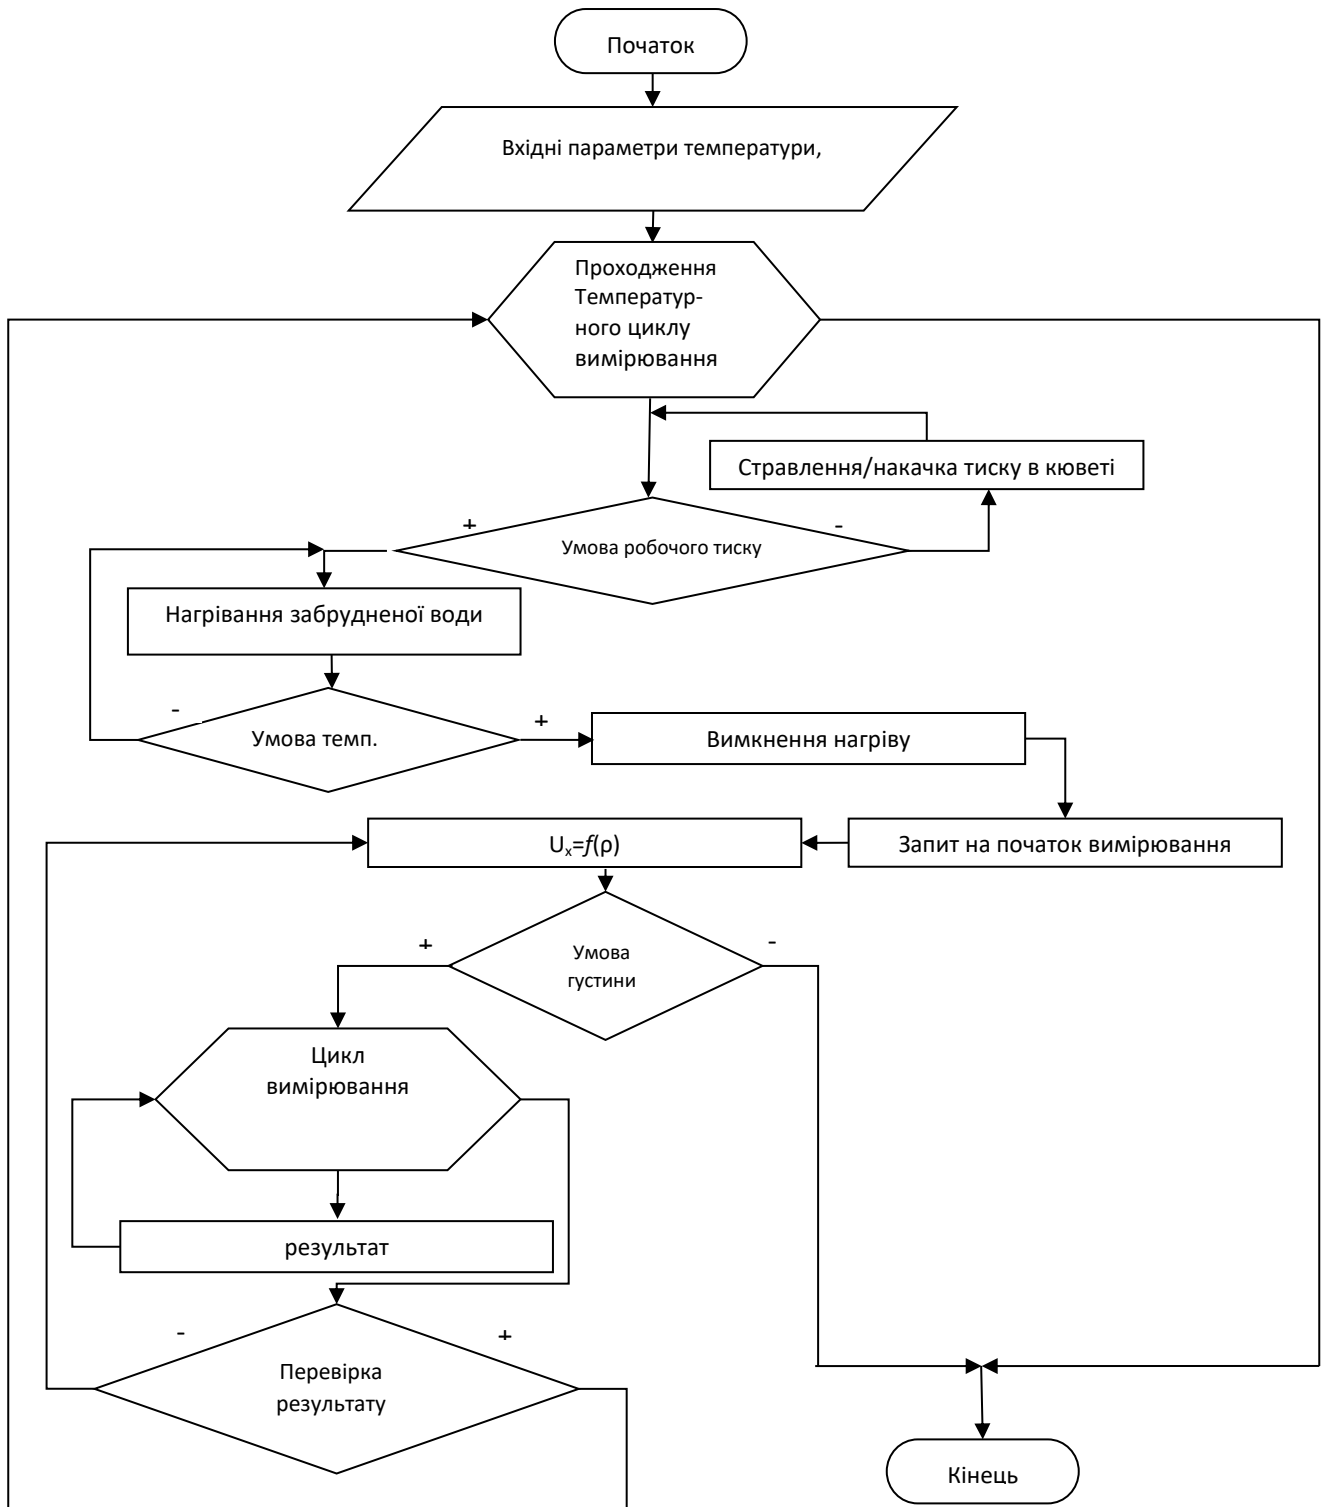 Початок
Вхідні параметри температури,
Проходження
Температур-
ного циклу
вимірювання
Стравлення/накачка тиску в кюветі
+
-
Умова робочого тиску
Нагрівання забрудненої води
-
+
Умова темп.
Вимкнення нагріву
Uₓ=f(ρ)
Запит на початок вимірювання
+
-
Умова
густини
Цикл
вимірювання
результат
-
+
Перевірка
результату
Кінець